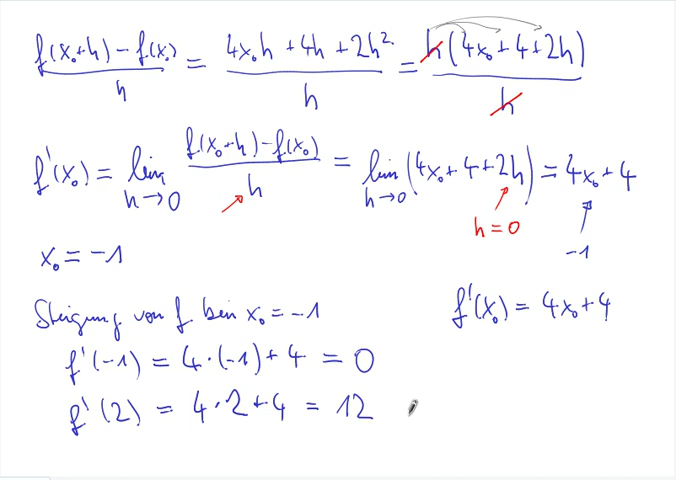 f(x₀+h) − f(x₀) / h = 4x₀h + 4h + 2h² / h = h(4x₀ + 4 + 2h) / h
f'(x₀) = lim h→0 f(x₀+h) − f(x₀) / h = lim h→0 (4x₀ + 4 + 2h) = 4x₀ + 4
h = 0
−1
x₀ = −1
Steigung von f bein x₀ = −1
f'(x₀) = 4x₀ + 4
f'(−1) = 4·(−1) + 4 = 0
f'(2) = 4·2 + 4 = 12